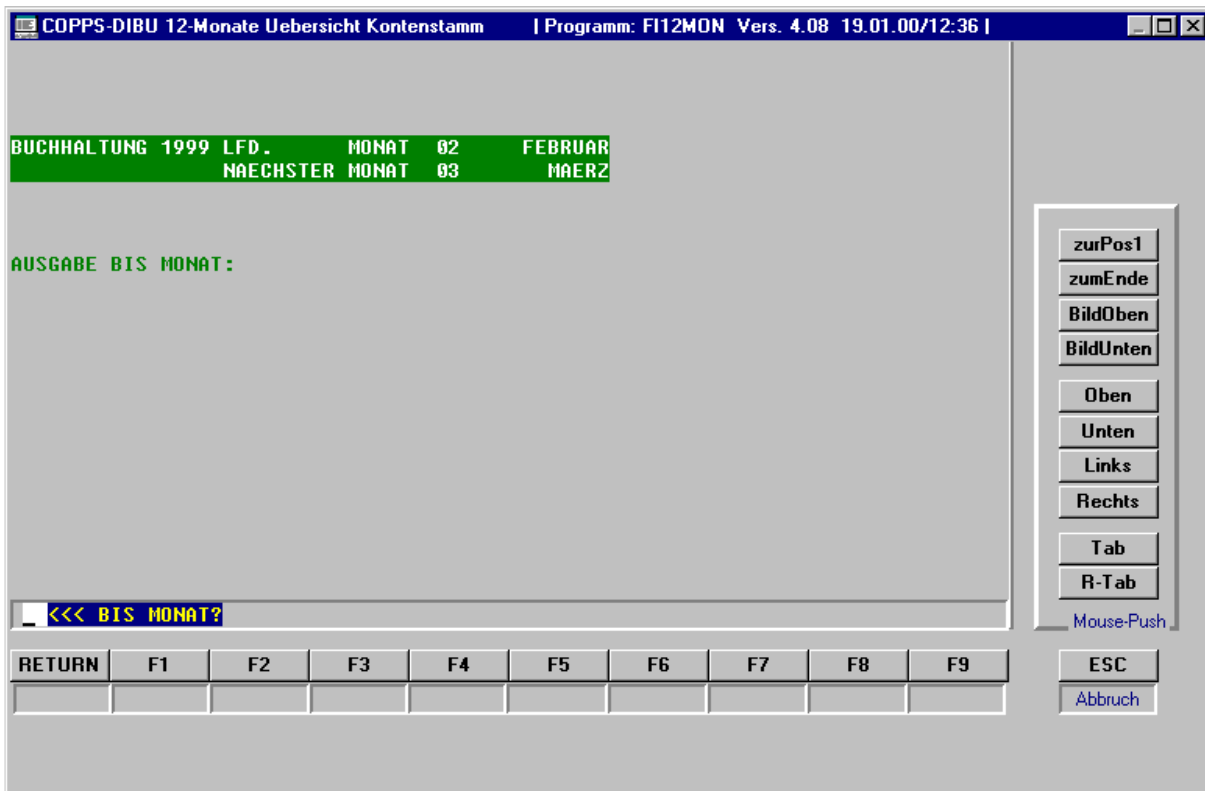 COPPS-DIBU 12-Monate Uebersicht Kontenstamm | Programm: FI12MON Vers. 4.08 19.01.00/12:36 |
BUCHHALTUNG 1999 LFD. MONAT 02 FEBRUAR
NAECHSTER MONAT 03 MAERZ
AUSGABE BIS MONAT:
zurPos1
zumEnde
BildOben
BildUnten
Oben
Unten
Links
Rechts
Tab
R-Tab
Mouse-Push
_ <<< BIS MONAT?
RETURN F1 F2 F3 F4 F5 F6 F7 F8 F9 ESC
Abbruch